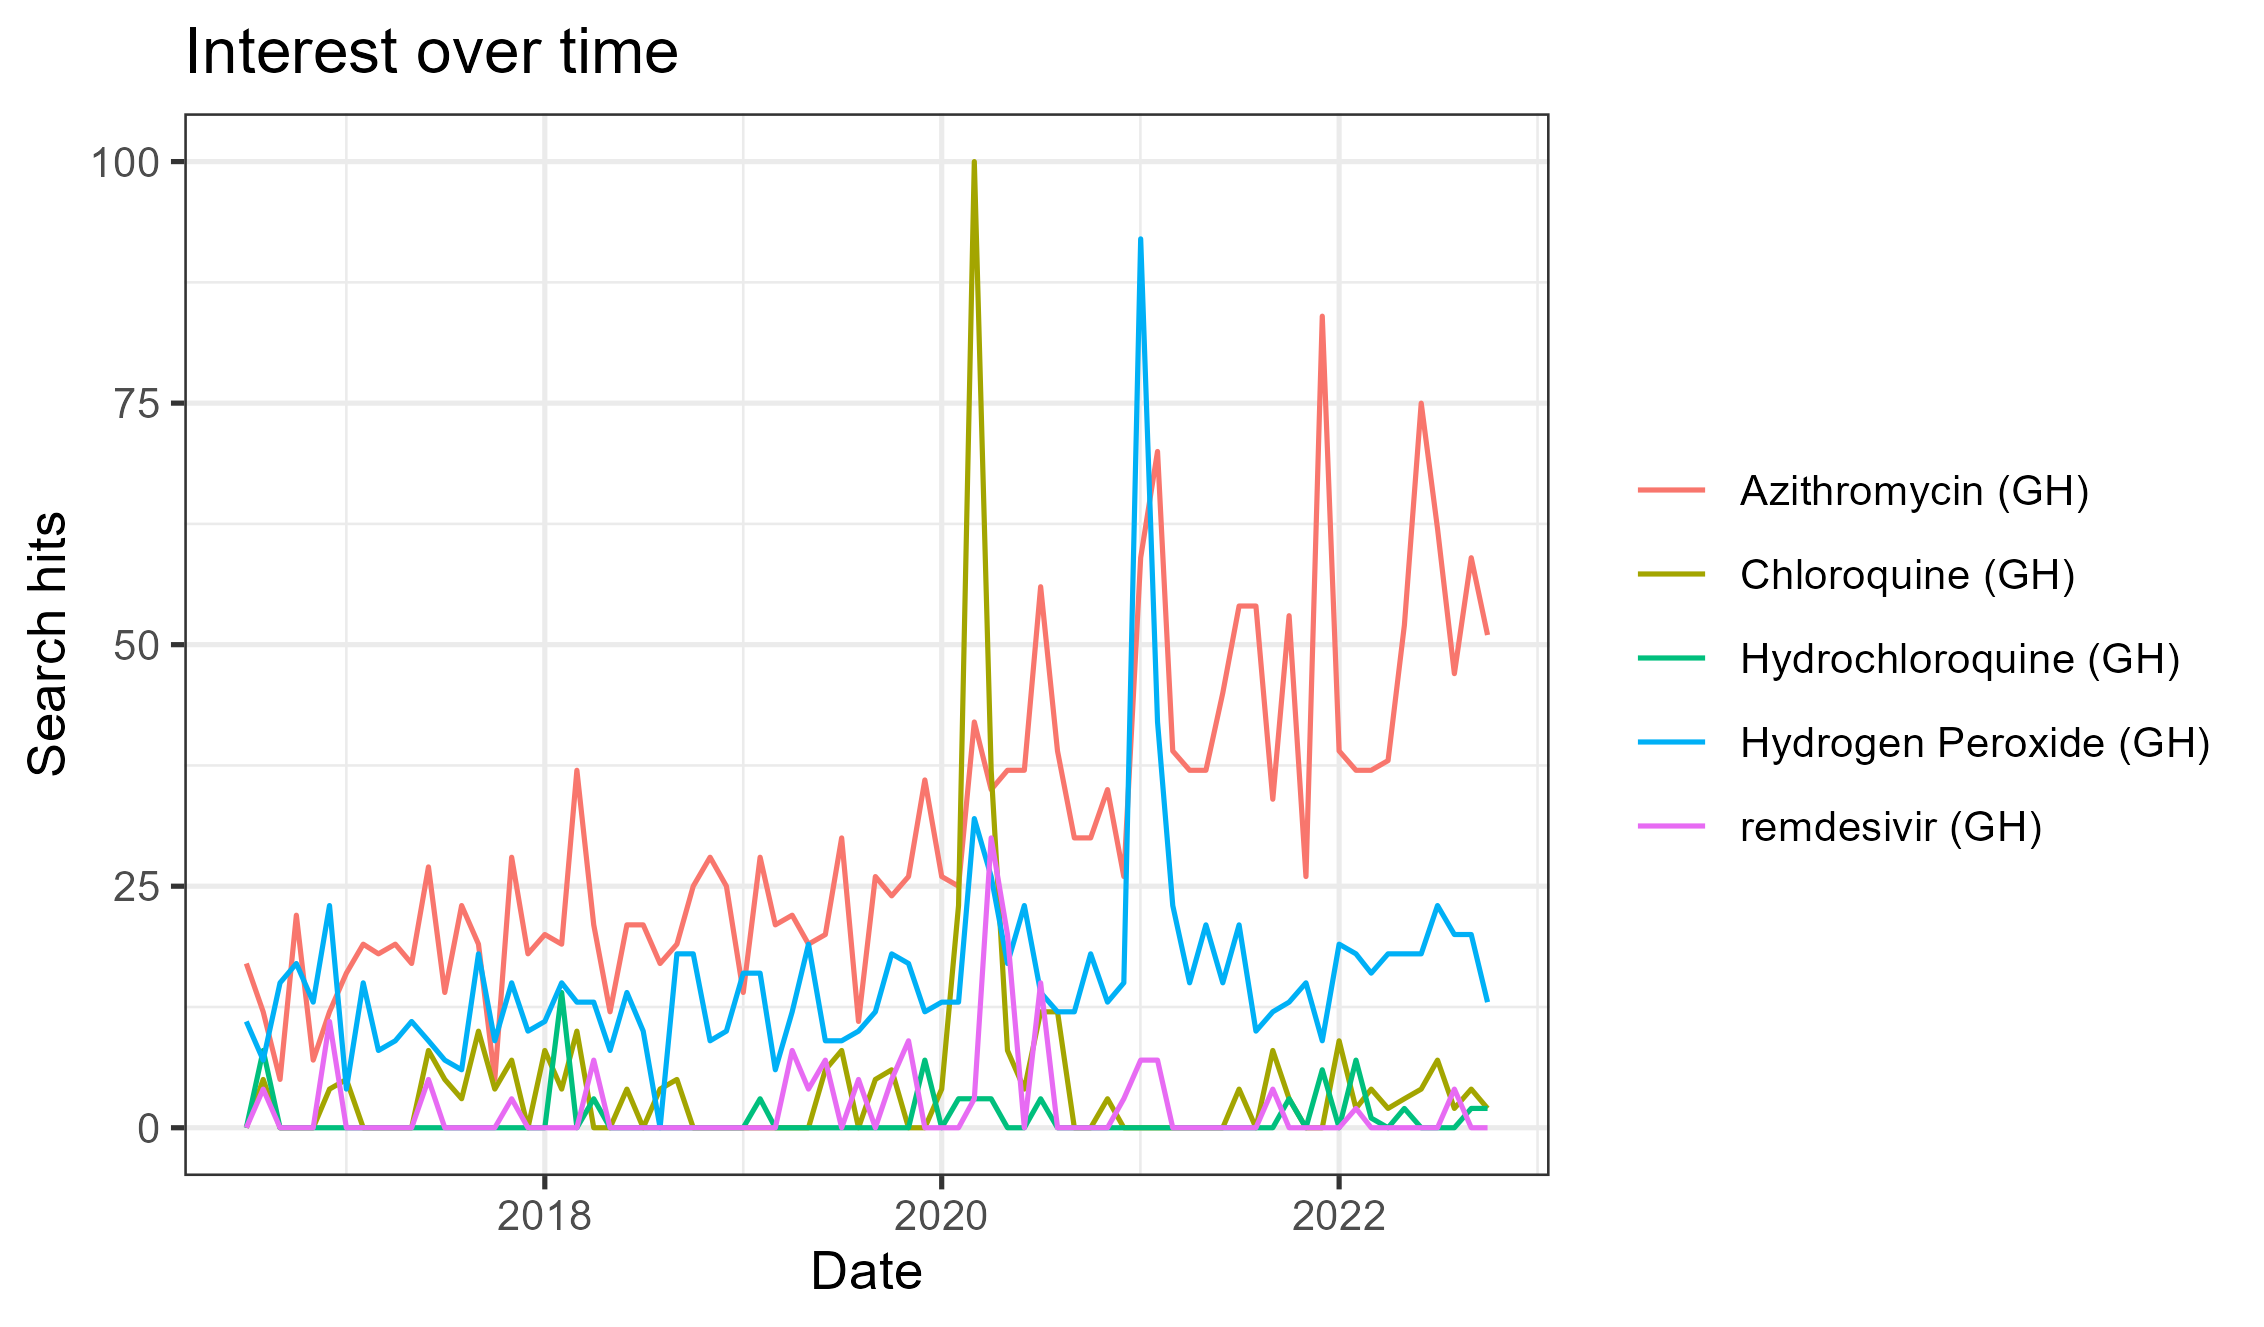 Interest over time
100
75
50
25
0
Search hits
2018
2020
2022
Date
Azithromycin (GH)
Chloroquine (GH)
Hydrochloroquine (GH)
Hydrogen Peroxide (GH)
remdesivir (GH)